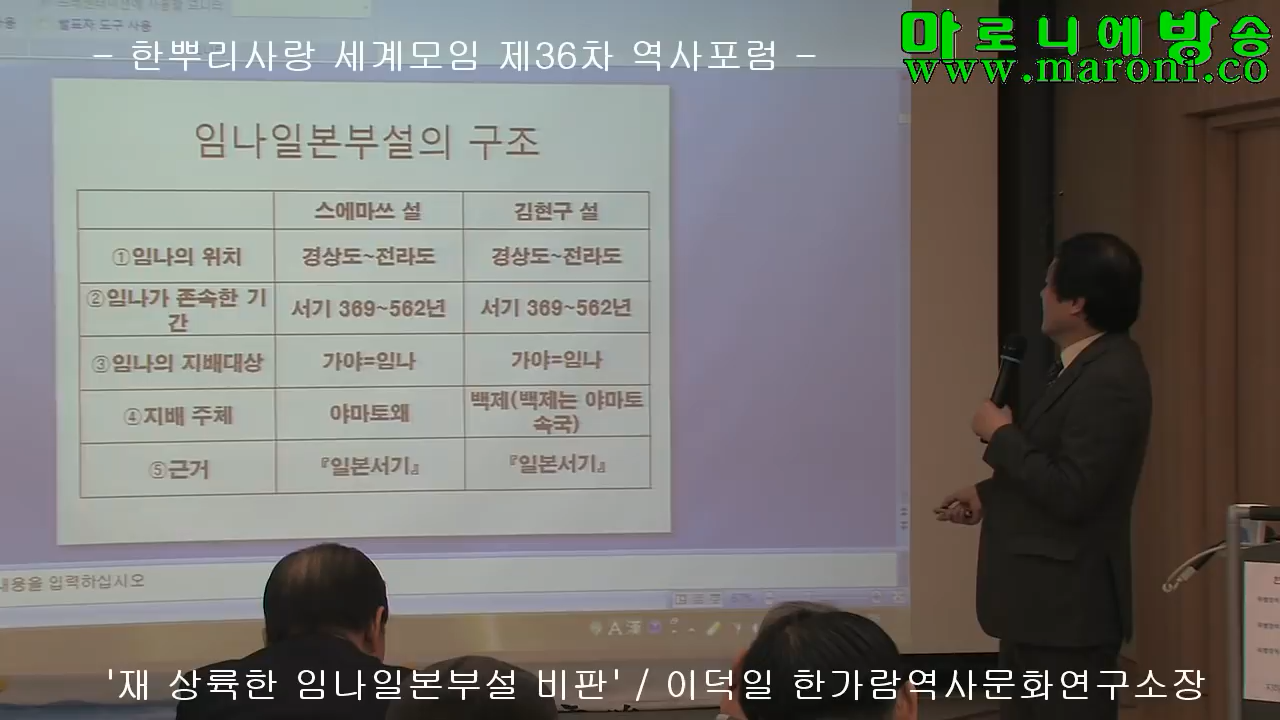 발표자 도구 사용
- 한뿌리사랑 세계모임 제36차 역사포럼 -
마로니에방송
www.maroni.co
임나일본부설의 구조
스에마쓰 설 김현구 설
①임나의 위치 경상도~전라도 경상도~전라도
②임나가 존속한 기
간 서기 369~562년 서기 369~562년
③임나의 지배대상 가야=임나 가야=임나
④지배 주체 야마토왜 백제(백제는 야마토
속국)
⑤근거 『일본서기』 『일본서기』
내용을 입력하십시오
'재 상륙한 임나일본부설 비판' / 이덕일 한가람역사문화연구소장